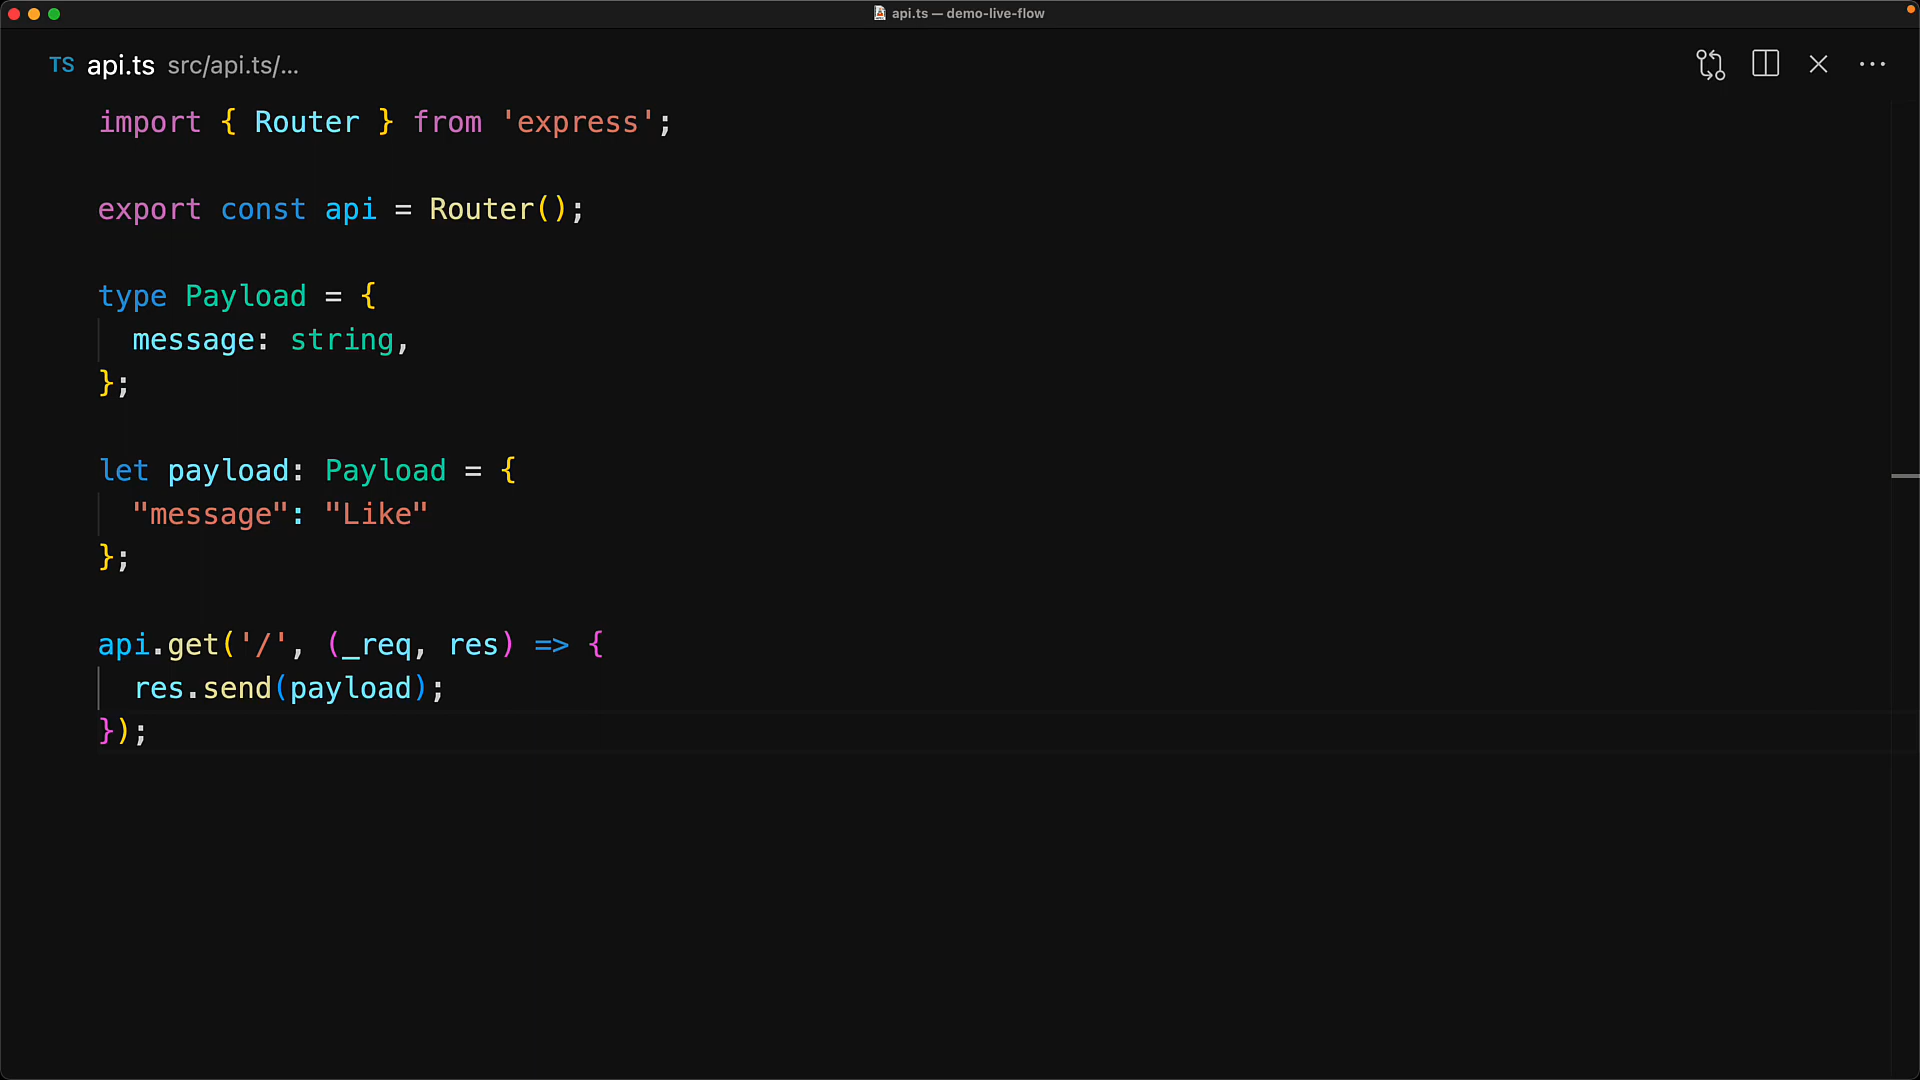 api.ts — demo-live-flow
TS api.ts src/api.ts/...
import { Router } from 'express';
export const api = Router();
type Payload = {
  message: string,
};
let payload: Payload = {
  "message": "Like"
};
api.get('/', (_req, res) => {
  res.send(payload);
});